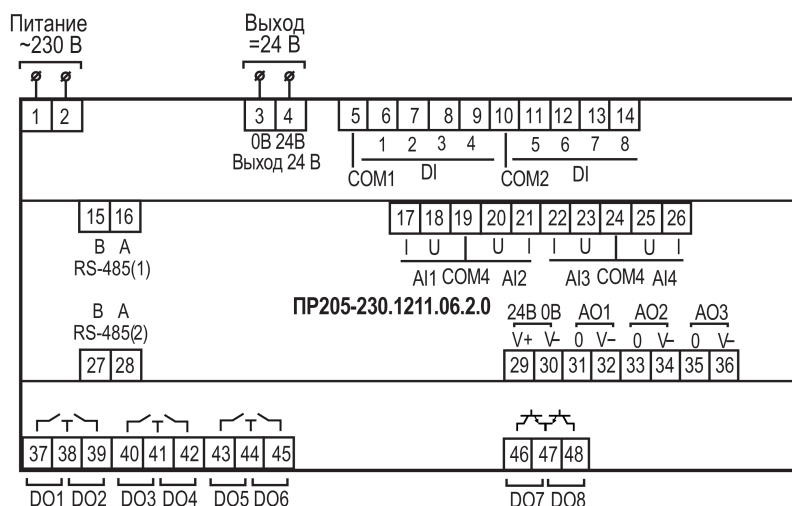 Питание
~230 В
Выход
=24 В
1 2
3 4
5 6 7 8 9 10 11 12 13 14
0В 24В
Выход 24 В
1 2 3 4
5 6 7 8
COM1 DI COM2 DI
15 16
17 18 19 20 21 22 23 24 25 26
B A
RS-485(1)
I U U I I U U I
AI1 COM4 AI2 AI3 COM4 AI4
ПР205-230.1211.06.2.0
B A
RS-485(2)
24В 0В AO1 AO2 AO3
V+ V– 0 V– 0 V– 0 V–
27 28
29 30 31 32 33 34 35 36
37 38 39 40 41 42 43 44 45
46 47 48
DO1 DO2 DO3 DO4 DO5 DO6
DO7 DO8